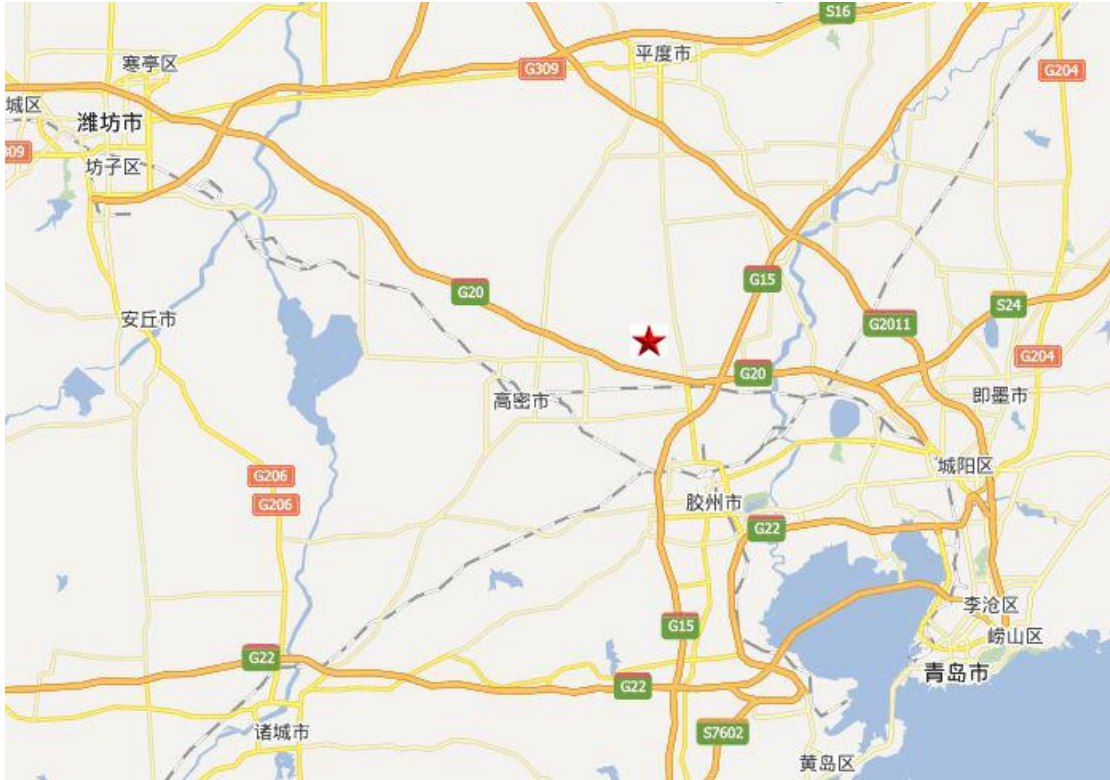 S16
寒亭区
平度市
G309
G204
城区
潍坊市
309
坊子区
G15
G20
S24
安丘市
G2011
G204
G20
高密市
即墨市
城阳区
G206
胶州市
G206
G22
李沧区
G15
崂山区
G22
青岛市
G22
诸城市
S7602
黄岛区